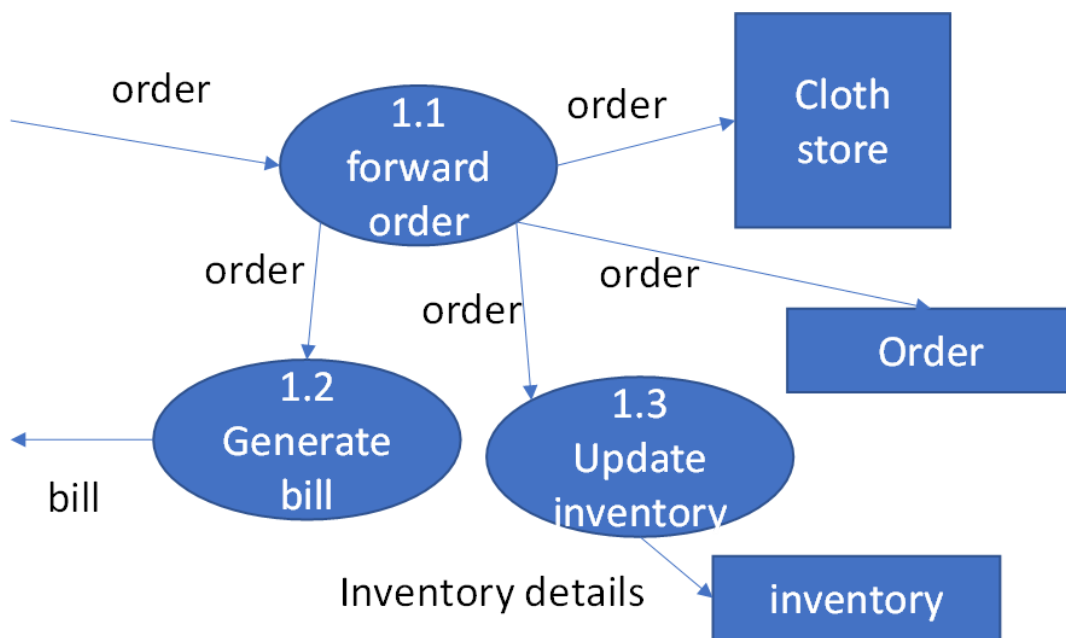 order
1.1
forward
order
order
Cloth
store
order
order
order
Order
1.2
Generate
bill
1.3
Update
inventory
bill
Inventory details
inventory